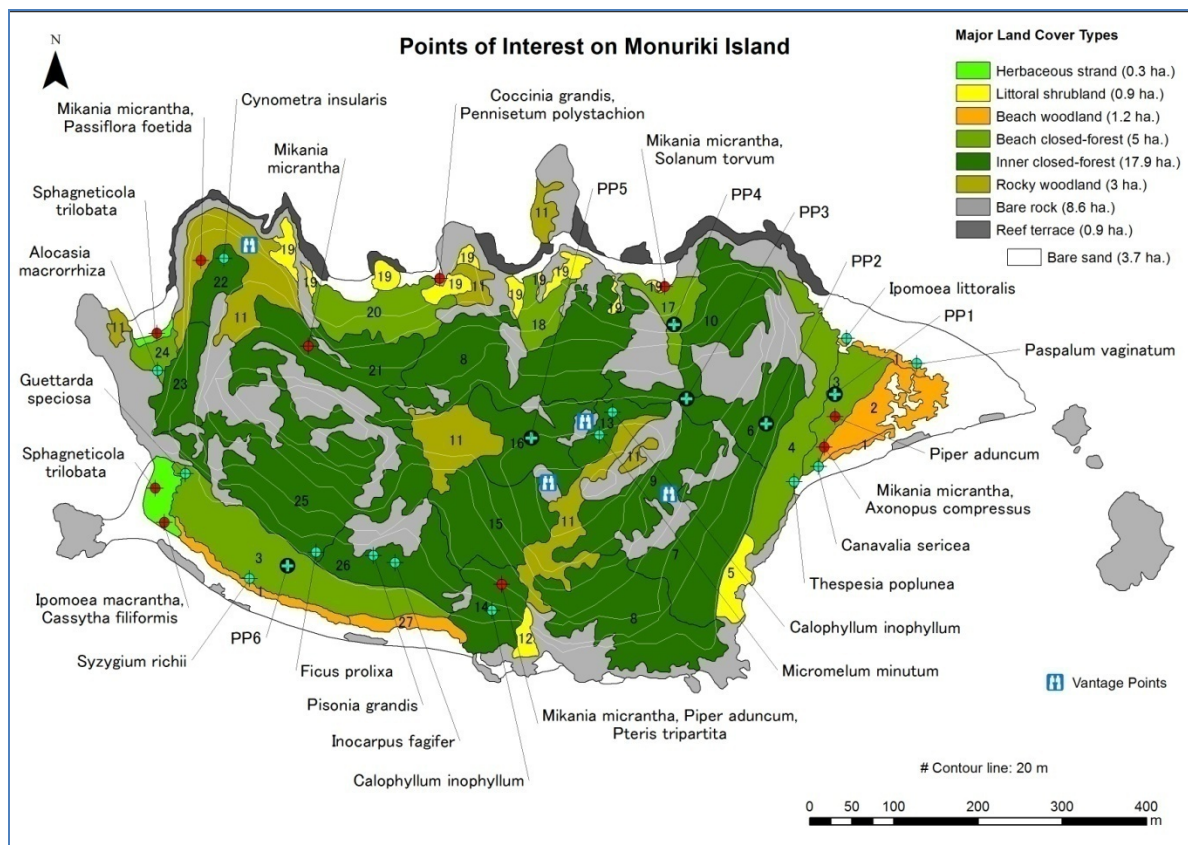 Points of Interest on Monuriki Island
N
Major Land Cover Types
Herbaceous strand (0.3 ha.)
Littoral shrubland (0.9 ha.)
Beach woodland (1.2 ha.)
Beach closed-forest (5 ha.)
Inner closed-forest (17.9 ha.)
Rocky woodland (3 ha.)
Bare rock (8.6 ha.)
Reef terrace (0.9 ha.)
Bare sand (3.7 ha.)
Mikania micrantha,
Passiflora foetida
Cynometra insularis
Mikania
micrantha
Coccinia grandis,
Pennisetum polystachion
Mikania micrantha,
Solanum torvum
PP5
PP4
PP3
PP2
PP1
Sphagneticola
trilobata
Alocasia
macrorrhiza
Guettarda
speciosa
Sphagneticola
trilobata
Ipomoea littoralis
Paspalum vaginatum
11
19
19
19
19
11
19
19
11
19
19
19
19
19
22
11
20
18
17
10
24
23
21
8
3
2
1
16
13
11
6
4
11
9
11
25
15
7
5
3
26
14
8
1
27
12
Piper aduncum
Mikania micrantha,
Axonopus compressus
Canavalia sericea
Thespesia poplunea
Calophyllum inophyllum
Micromelum minutum
Ipomoea macrantha,
Cassytha filiformis
Syzygium richii
PP6
Ficus prolixa
Pisonia grandis
Inocarpus fagifer
Calophyllum inophyllum
Mikania micrantha, Piper aduncum,
Pteris tripartita
Vantage Points
# Contour line: 20 m
0 50 100 200 300 400
m